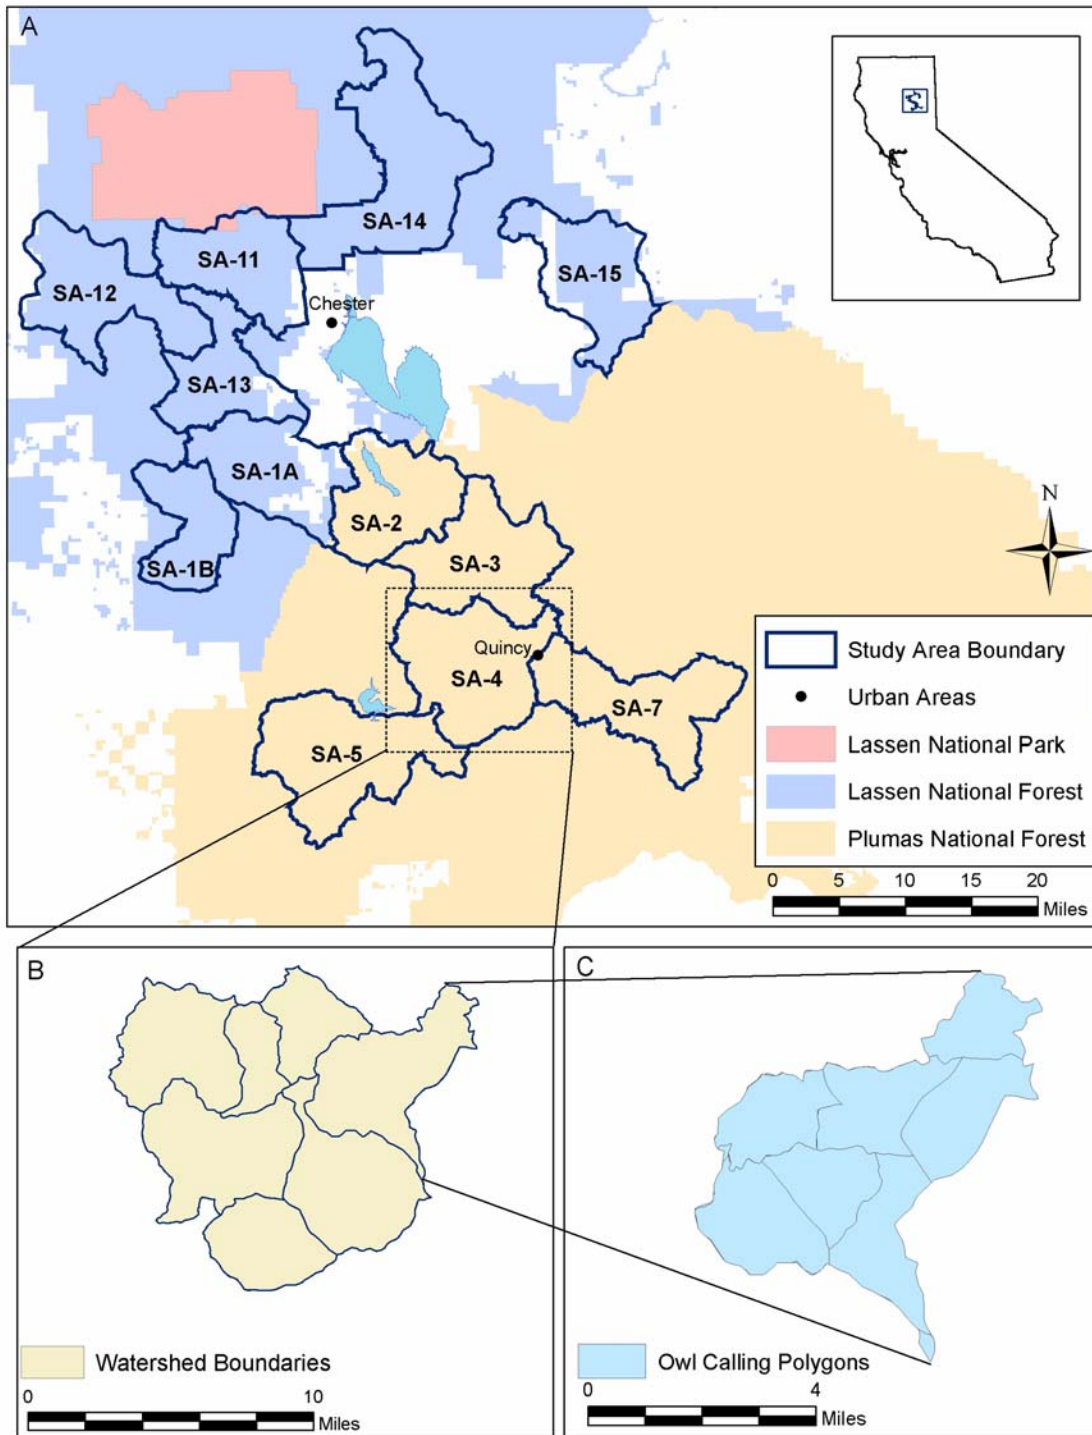 A
SA-14
SA-11
SA-15
SA-12
Chester
SA-13
SA-1A
SA-2
SA-3
SA-1B
N
Quincy
SA-4
SA-7
SA-5
Study Area Boundary
Urban Areas
Lassen National Park
Lassen National Forest
Plumas National Forest
0 5 10 15 20
Miles
B
Watershed Boundaries
0 10
Miles
C
Owl Calling Polygons
0 4
Miles